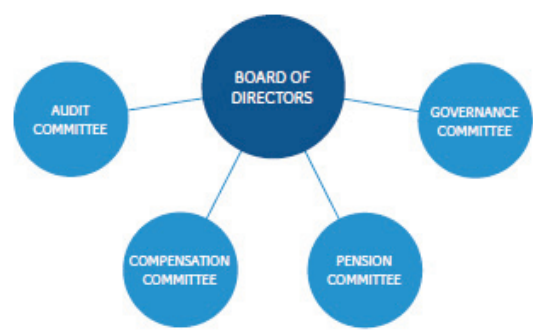 BOARD OF
DIRECTORS
AUDIT
COMMITTEE
GOVERNANCE
COMMITTEE
COMPENSATION
COMMITTEE
PENSION
COMMITTEE